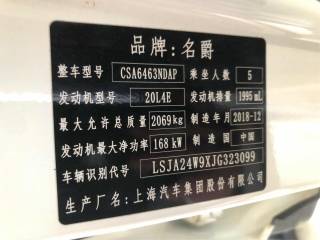 品牌:名爵
整车型号 CSA6463NDAP 乘坐人数 5
发动机型号 20L4E 发动机排量 1995 mL
最大允许总质量 2069kg 制造年月 2018-12
发动机最大净功率 168 kW 制造国 中国
车辆识别代号 LSJA24W9XJG323099
生产厂名:上海汽车集团股份有限公司